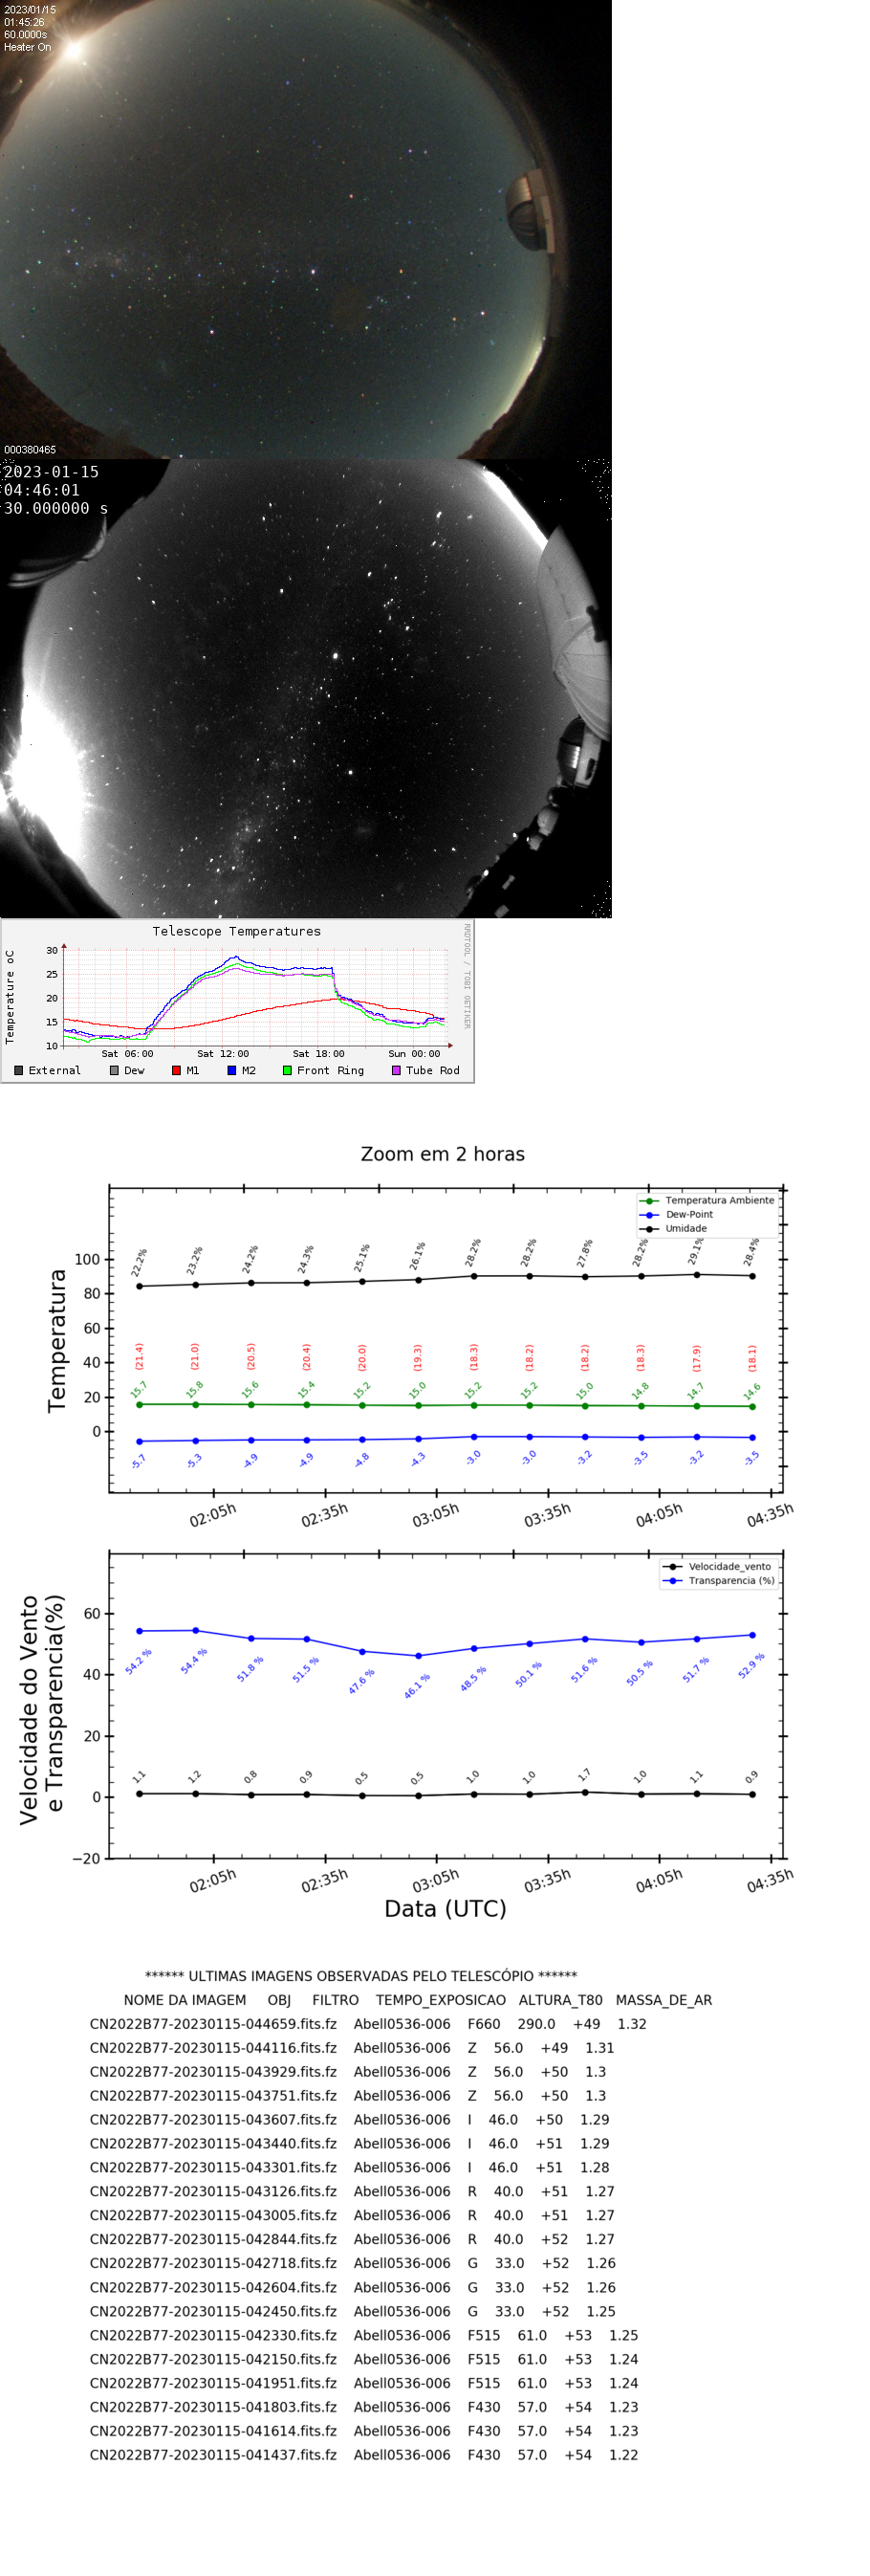 2023/01/15
01:45:26
60.0000s
Heater On
000380465
2023-01-15
04:46:01
30.000000 s
Telescope Temperatures
RRDTOOL / TOBI OETIKER
Temperature oC
30
25
20
15
10
Sat 06:00 Sat 12:00 Sat 18:00 Sun 00:00
External Dew M1 M2 Front Ring Tube Rod
Zoom em 2 horas
Temperatura Ambiente
Dew-Point
Umidade
Temperatura
100
80
60
40
20
0
22.2% 23.2% 24.2% 24.3% 25.1% 26.1% 28.2% 28.2% 27.8% 28.2% 29.1% 28.4%
(21.4) (21.0) (20.5) (20.4) (20.0) (19.3) (18.3) (18.2) (18.2) (18.3) (17.9) (18.1)
15.7 15.8 15.6 15.4 15.2 15.0 15.2 15.2 15.0 14.8 14.7 14.6
-5.7 -5.3 -4.9 -4.9 -4.8 -4.3 -3.0 -3.0 -3.2 -3.5 -3.2 -3.5
02:05h 02:35h 03:05h 03:35h 04:05h 04:35h
Velocidade_vento
Transparencia (%)
Velocidade do Vento
e Transparencia(%)
60
40
20
0
−20
54.2 % 54.4 % 51.8 % 51.5 % 47.6 % 46.1 % 48.5 % 50.1 % 51.6 % 50.5 % 51.7 % 52.9 %
1.1 1.2 0.8 0.9 0.5 0.5 1.0 1.0 1.7 1.0 1.1 0.9
02:05h 02:35h 03:05h 03:35h 04:05h 04:35h
Data (UTC)
****** ULTIMAS IMAGENS OBSERVADAS PELO TELESCÓPIO ******
NOME DA IMAGEM OBJ FILTRO TEMPO_EXPOSICAO ALTURA_T80 MASSA_DE_AR
CN2022B77-20230115-044659.fits.fz Abell0536-006 F660 290.0 +49 1.32
CN2022B77-20230115-044116.fits.fz Abell0536-006 Z 56.0 +49 1.31
CN2022B77-20230115-043929.fits.fz Abell0536-006 Z 56.0 +50 1.3
CN2022B77-20230115-043751.fits.fz Abell0536-006 Z 56.0 +50 1.3
CN2022B77-20230115-043607.fits.fz Abell0536-006 I 46.0 +50 1.29
CN2022B77-20230115-043440.fits.fz Abell0536-006 I 46.0 +51 1.29
CN2022B77-20230115-043301.fits.fz Abell0536-006 I 46.0 +51 1.28
CN2022B77-20230115-043126.fits.fz Abell0536-006 R 40.0 +51 1.27
CN2022B77-20230115-043005.fits.fz Abell0536-006 R 40.0 +51 1.27
CN2022B77-20230115-042844.fits.fz Abell0536-006 R 40.0 +52 1.27
CN2022B77-20230115-042718.fits.fz Abell0536-006 G 33.0 +52 1.26
CN2022B77-20230115-042604.fits.fz Abell0536-006 G 33.0 +52 1.26
CN2022B77-20230115-042450.fits.fz Abell0536-006 G 33.0 +52 1.25
CN2022B77-20230115-042330.fits.fz Abell0536-006 F515 61.0 +53 1.25
CN2022B77-20230115-042150.fits.fz Abell0536-006 F515 61.0 +53 1.24
CN2022B77-20230115-041951.fits.fz Abell0536-006 F515 61.0 +53 1.24
CN2022B77-20230115-041803.fits.fz Abell0536-006 F430 57.0 +54 1.23
CN2022B77-20230115-041614.fits.fz Abell0536-006 F430 57.0 +54 1.23
CN2022B77-20230115-041437.fits.fz Abell0536-006 F430 57.0 +54 1.22